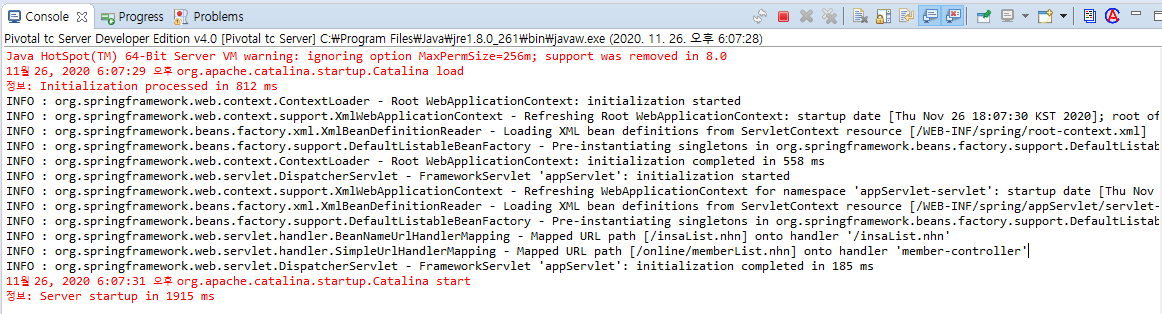 Console Progress Problems
Pivotal tc Server Developer Edition v4.0 [Pivotal tc Server] C:₩Program Files₩Java₩jre1.8.0_261₩bin₩javaw.exe (2020. 11. 26. 오후 6:07:28)
Java HotSpot(TM) 64-Bit Server VM warning: ignoring option MaxPermSize=256m; support was removed in 8.0
11월 26, 2020 6:07:29 오후 org.apache.catalina.startup.Catalina load
정보: Initialization processed in 812 ms
INFO : org.springframework.web.context.ContextLoader - Root WebApplicationContext: initialization started
INFO : org.springframework.web.context.support.XmlWebApplicationContext - Refreshing Root WebApplicationContext: startup date [Thu Nov 26 18:07:30 KST 2020]; root of
INFO : org.springframework.beans.factory.xml.XmlBeanDefinitionReader - Loading XML bean definitions from ServletContext resource [/WEB-INF/spring/root-context.xml]
INFO : org.springframework.beans.factory.support.DefaultListableBeanFactory - Pre-instantiating singletons in org.springframework.beans.factory.support.DefaultListab
INFO : org.springframework.web.context.ContextLoader - Root WebApplicationContext: initialization completed in 558 ms
INFO : org.springframework.web.servlet.DispatcherServlet - FrameworkServlet 'appServlet': initialization started
INFO : org.springframework.web.context.support.XmlWebApplicationContext - Refreshing WebApplicationContext for namespace 'appServlet-servlet': startup date [Thu Nov
INFO : org.springframework.beans.factory.xml.XmlBeanDefinitionReader - Loading XML bean definitions from ServletContext resource [/WEB-INF/spring/appServlet/servlet-
INFO : org.springframework.beans.factory.support.DefaultListableBeanFactory - Pre-instantiating singletons in org.springframework.beans.factory.support.DefaultListab
INFO : org.springframework.web.servlet.handler.BeanNameUrlHandlerMapping - Mapped URL path [/insaList.nhn] onto handler '/insaList.nhn'
INFO : org.springframework.web.servlet.handler.SimpleUrlHandlerMapping - Mapped URL path [/online/memberList.nhn] onto handler 'member-controller'
INFO : org.springframework.web.servlet.DispatcherServlet - FrameworkServlet 'appServlet': initialization completed in 185 ms
11월 26, 2020 6:07:31 오후 org.apache.catalina.startup.Catalina start
정보: Server startup in 1915 ms